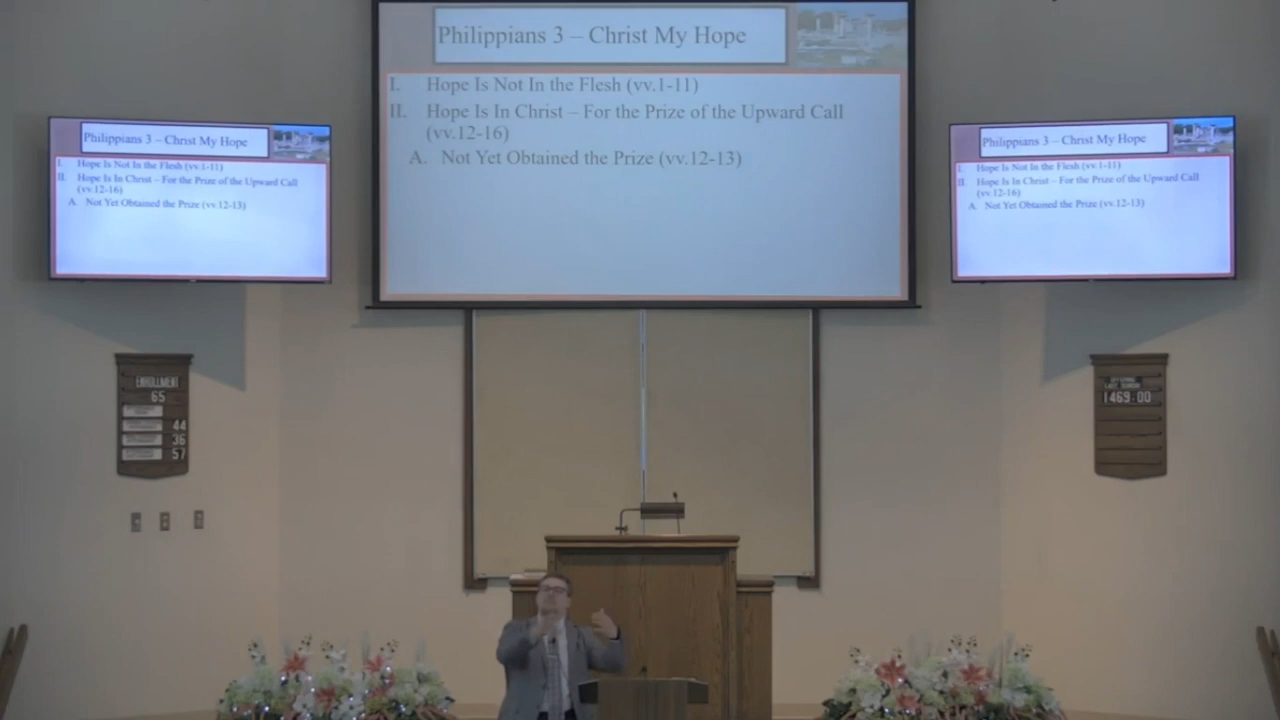 Philippians 3 – Christ My Hope
I. Hope Is Not In the Flesh (vv.1-11)
II. Hope Is In Christ – For the Prize of the Upward Call
(vv.12-16)
A. Not Yet Obtained the Prize (vv.12-13)
Philippians 3 – Christ My Hope
I. Hope Is Not In the Flesh (vv.1-11)
II. Hope Is In Christ – For the Prize of the Upward Call
(vv.12-16)
A. Not Yet Obtained the Prize (vv.12-13)
Philippians 3 – Christ My Hope
I. Hope Is Not In the Flesh (vv.1-11)
II. Hope Is In Christ – For the Prize of the Upward Call
(vv.12-16)
A. Not Yet Obtained the Prize (vv.12-13)
ENROLLMENT
65
44
36
57
OFFERING
LAST SUNDAY
1469.00